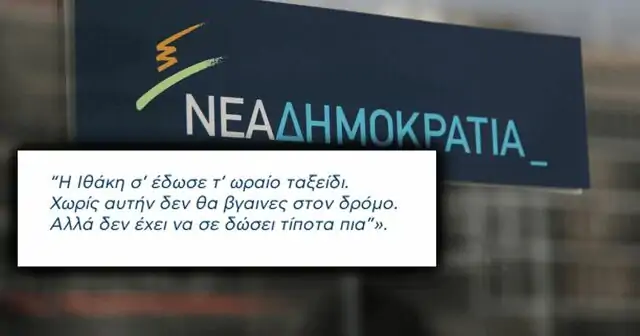 ΝΕΑΔΗΜΟΚΡΑΤΙΑ_
“Η Ιθάκη σ’ έδωσε τ’ ωραίο ταξείδι.
Χωρίς αυτήν δεν θα βγαινες στον δρόμο.
Αλλά δεν έχει να σε δώσει τίποτα πια”».